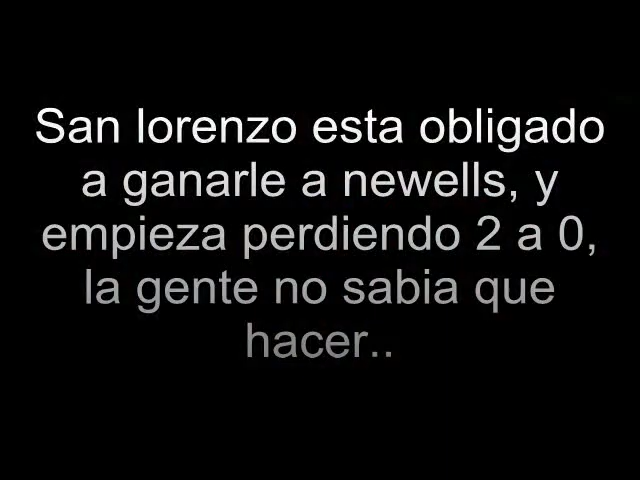 San lorenzo esta obligado
a ganarle a newells, y
empieza perdiendo 2 a 0,
la gente no sabia que
hacer..